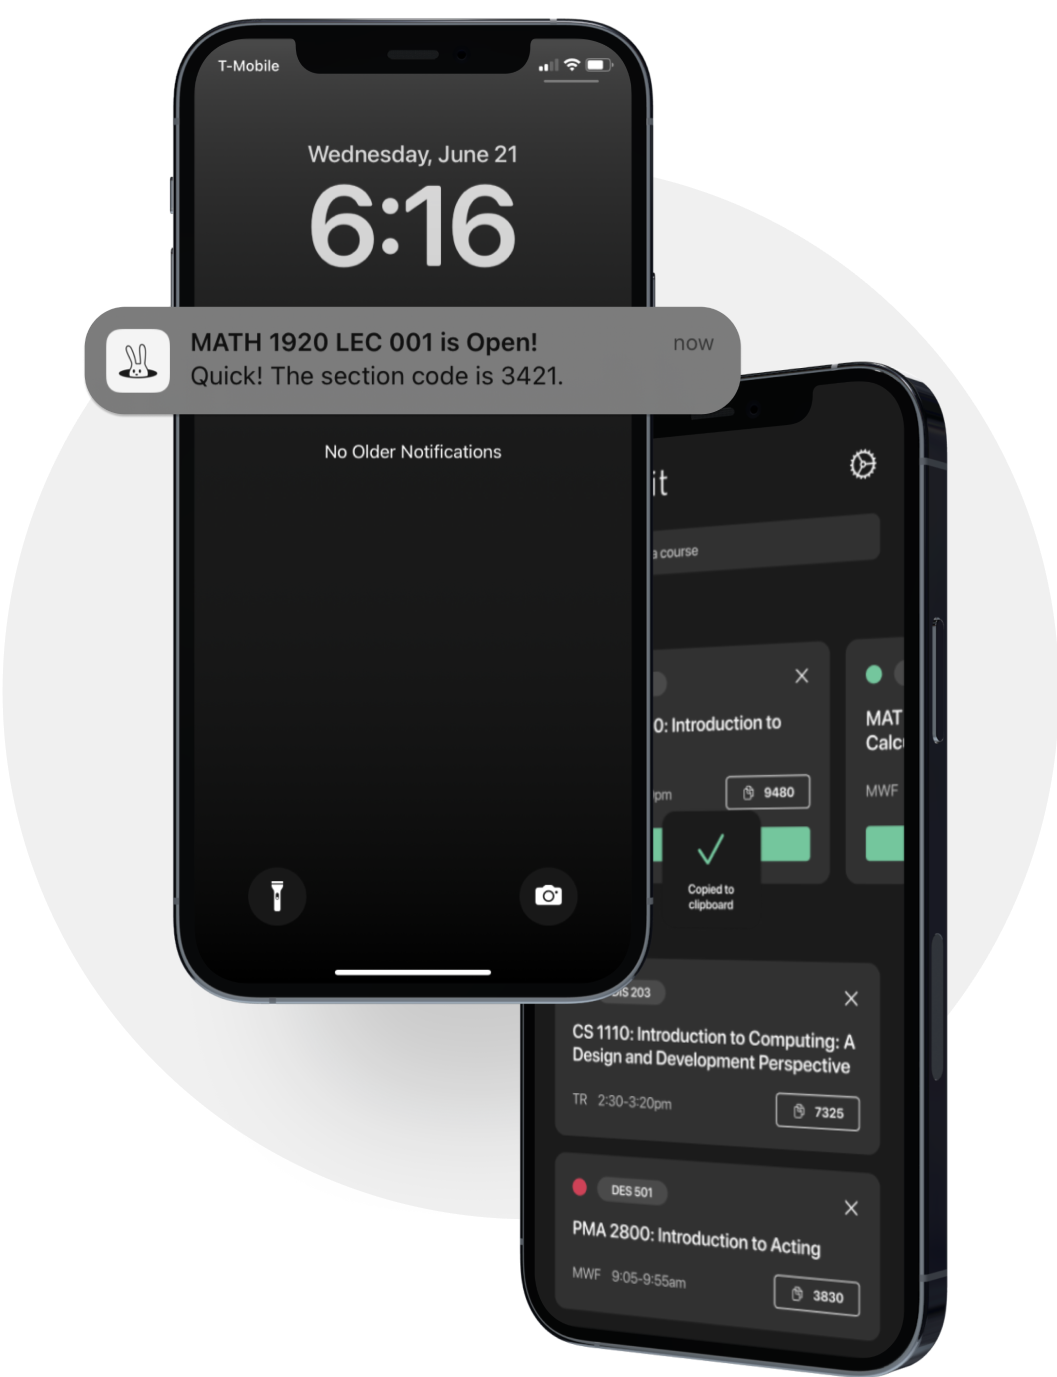 T-Mobile
Wednesday, June 21
6:16
MATH 1920 LEC 001 is Open!
now
Quick! The section code is 3421.
No Older Notifications
it
a course
0: Introduction to
pm
9480
MAT
Calc
MWF
Copied to
clipboard
DIS 203
CS 1110: Introduction to Computing: A
Design and Development Perspective
TR 2:30-3:20pm
7325
DES 501
PMA 2800: Introduction to Acting
MWF 9:05-9:55am
3830